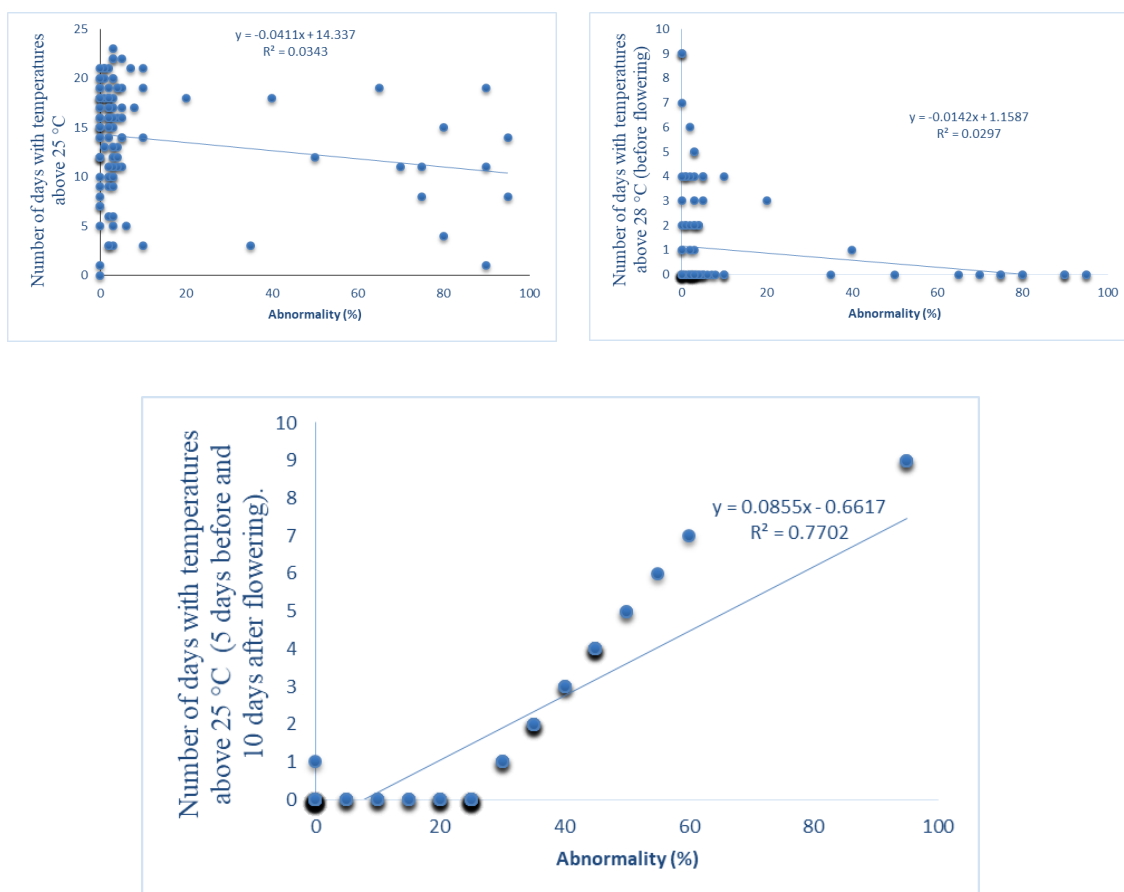 Number of days with temperatures
above 25 °C
25
20
15
10
5
0
y = -0.0411x + 14.337
R² = 0.0343
0 20 40 60 80 100
Abnormality (%)
Number of days with temperatures
above 28 °C (before flowering)
10
9
8
7
6
5
4
3
2
1
0
y = -0.0142x + 1.1587
R² = 0.0297
0 20 40 60 80 100
Abnormality (%)
Number of days with temperatures
above 25 °C (5 days before and
10 days after flowering).
10
9
8
7
6
5
4
3
2
1
0
y = 0.0855x - 0.6617
R² = 0.7702
0 20 40 60 80 100
Abnormality (%)